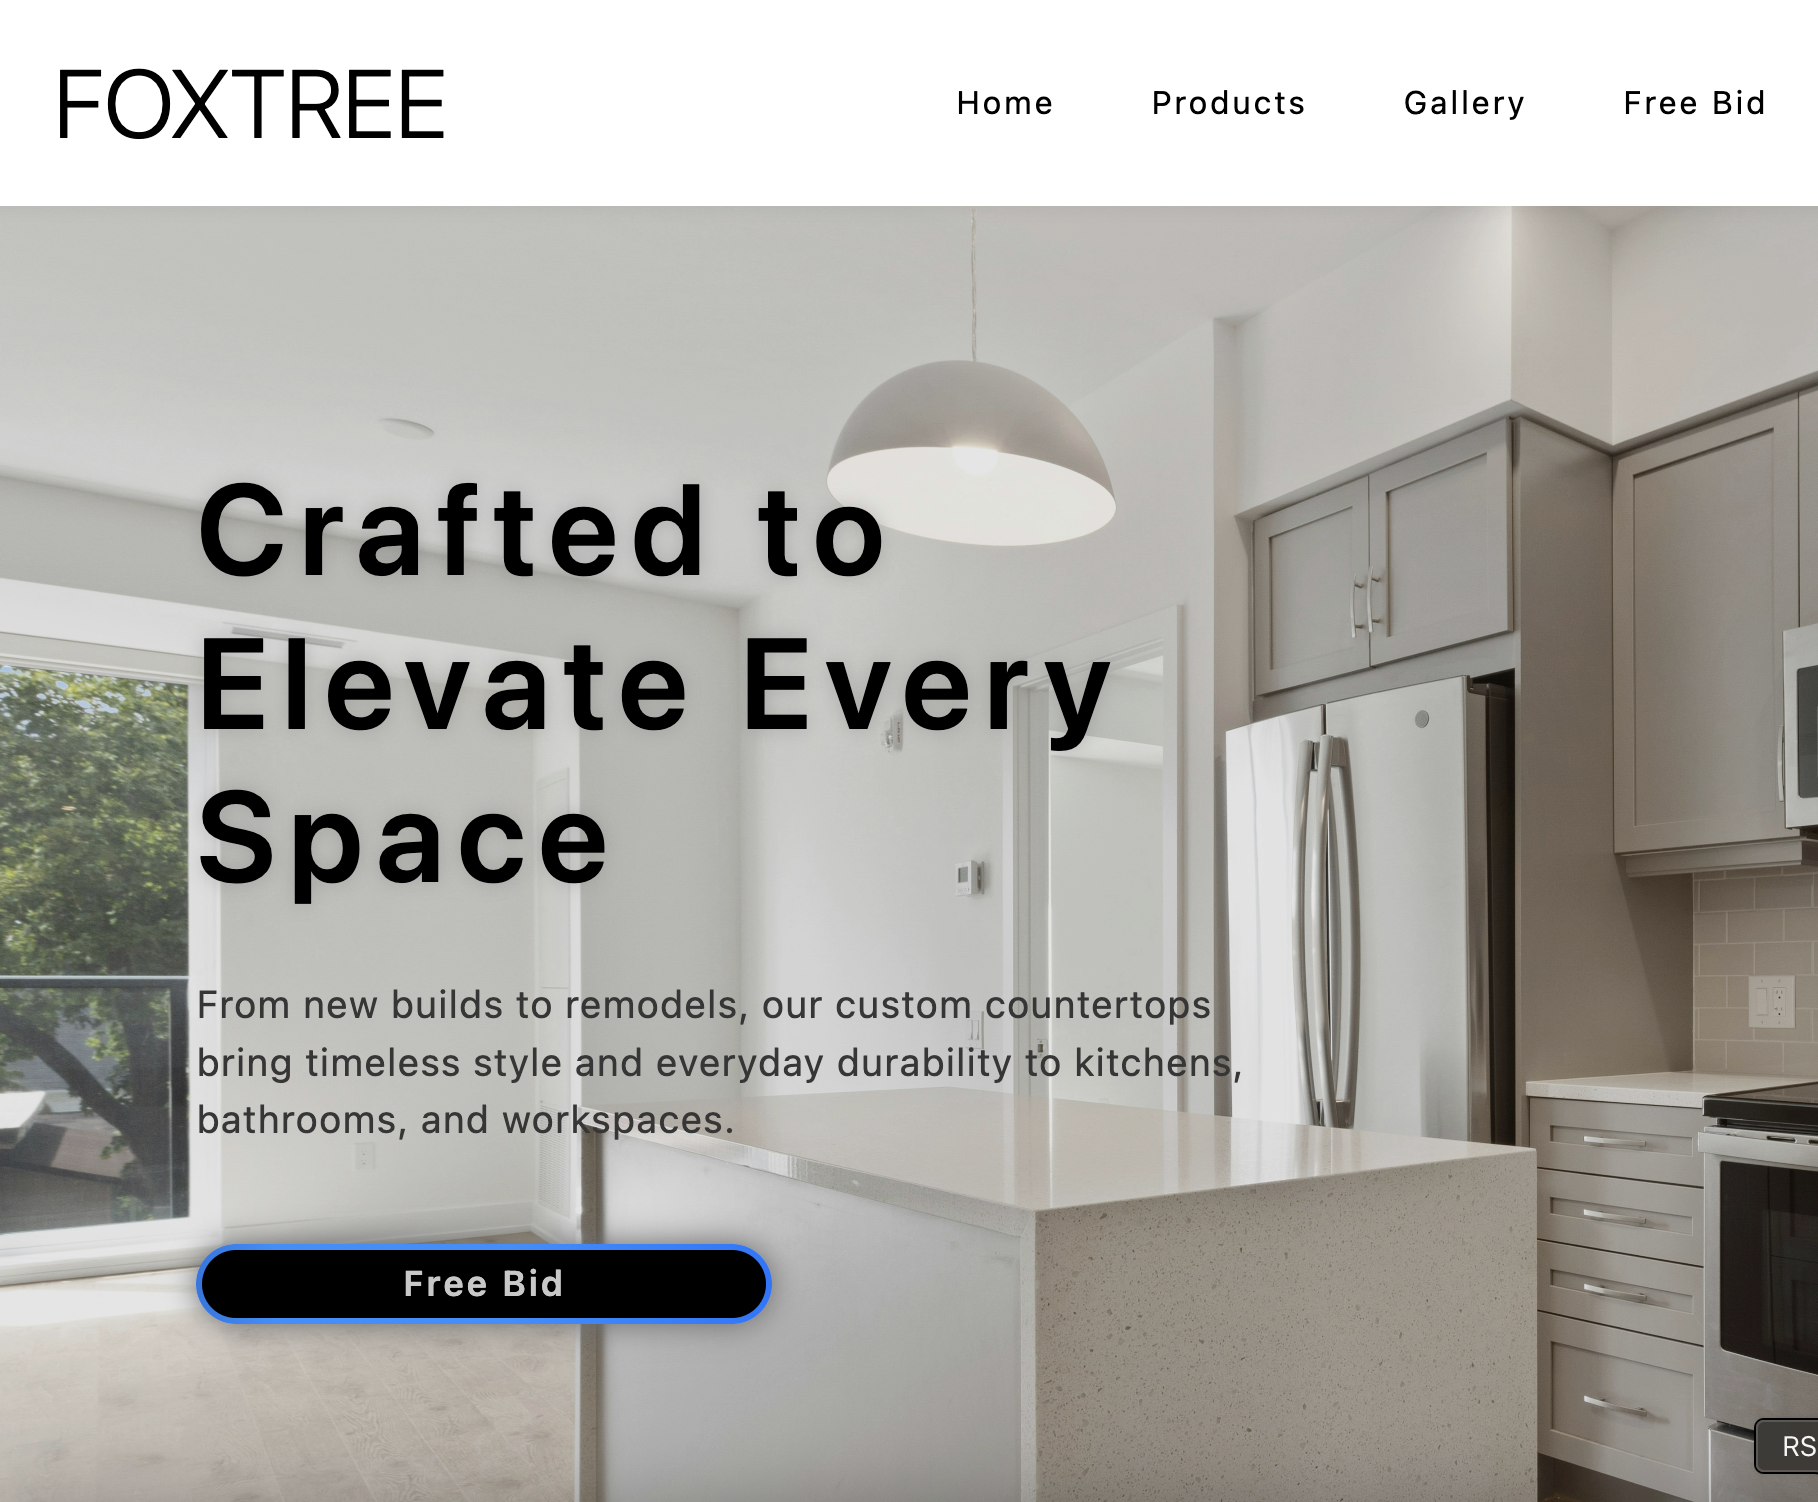 FOXTREE
Home Products Gallery Free Bid
Crafted to
Elevate Every
Space
From new builds to remodels, our custom countertops
bring timeless style and everyday durability to kitchens,
bathrooms, and workspaces.
Free Bid
RS